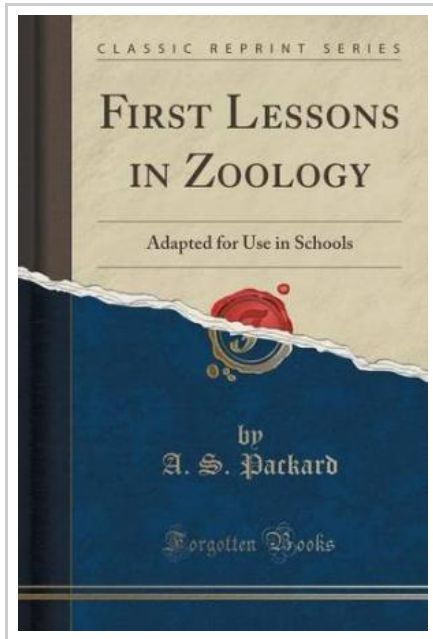 CLASSIC REPRINT SERIES
FIRST LESSONS
IN ZOOLOGY
Adapted for Use in Schools
by
A. S. Packard
Forgotten Books